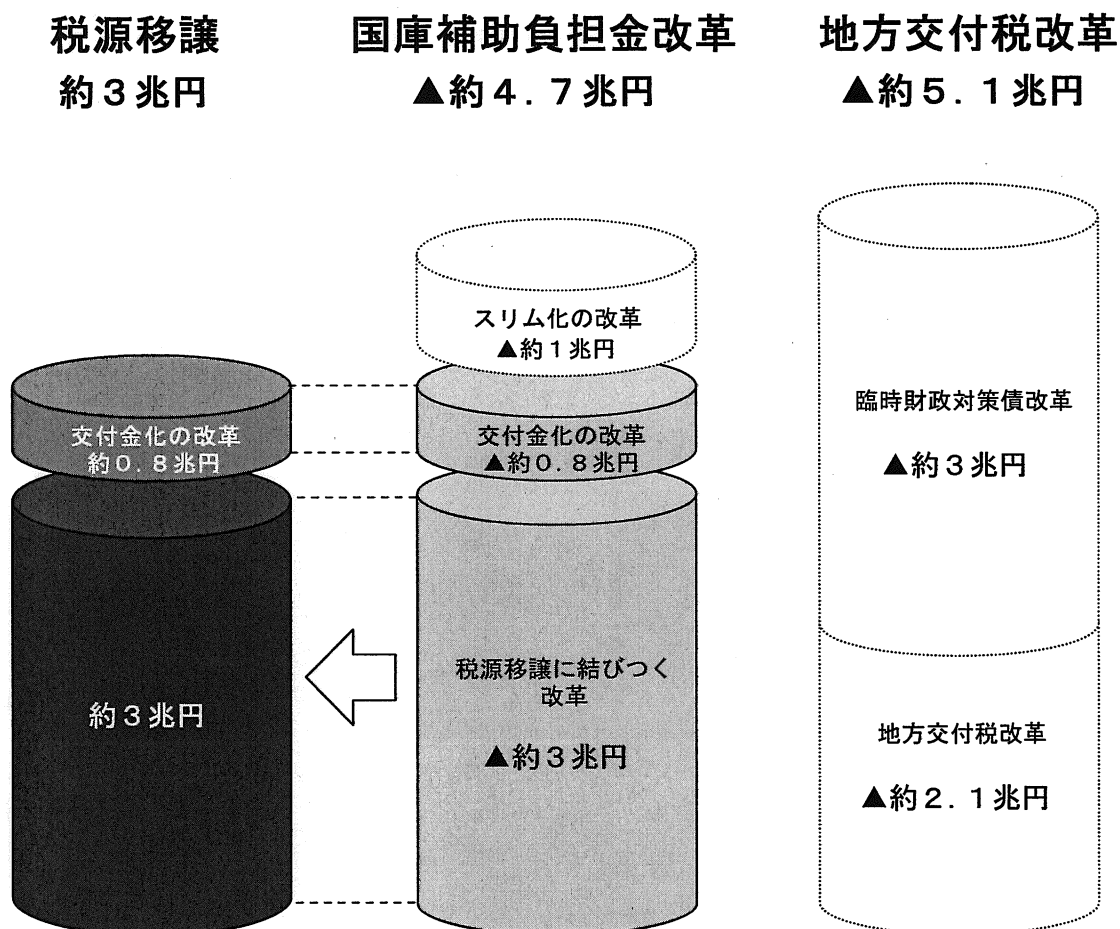 税源移譲
約3兆円
国庫補助負担金改革
▲約4.7兆円
地方交付税改革
▲約5.1兆円
交付金化の改革
約0.8兆円
約3兆円
スリム化の改革
▲約1兆円
交付金化の改革
▲約0.8兆円
税源移譲に結びつく
改革
▲約3兆円
臨時財政対策債改革
▲約3兆円
地方交付税改革
▲約2.1兆円